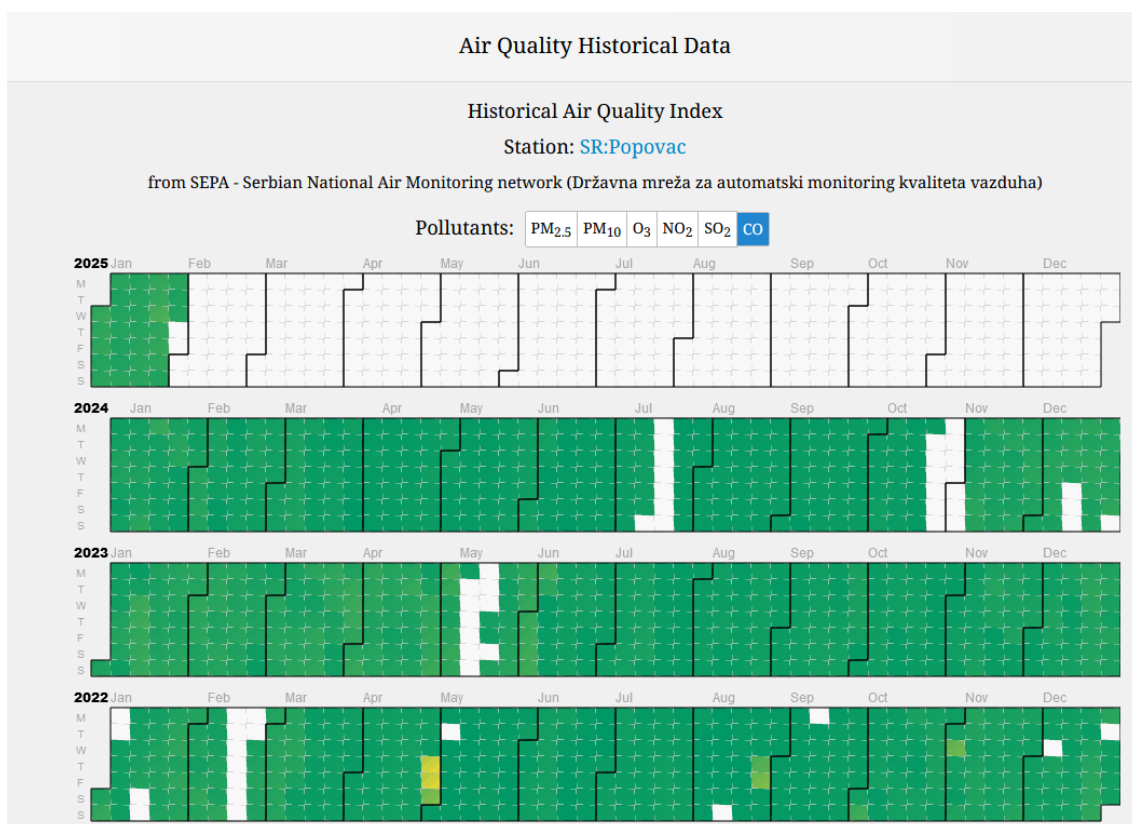 Air Quality Historical Data
Historical Air Quality Index
Station: SR:Popovac
from SEPA - Serbian National Air Monitoring network (Državna mreža za automatski monitoring kvaliteta vazduha)
Pollutants: PM2.5 PM10 O3 NO2 SO2 CO
2025 Jan Feb Mar Apr May Jun Jul Aug Sep Oct Nov Dec
M
T
W
T
F
S
S
2024 Jan Feb Mar Apr May Jun Jul Aug Sep Oct Nov Dec
M
T
W
T
F
S
S
2023 Jan Feb Mar Apr May Jun Jul Aug Sep Oct Nov Dec
M
T
W
T
F
S
S
2022 Jan Feb Mar Apr May Jun Jul Aug Sep Oct Nov Dec
M
T
W
T
F
S
S